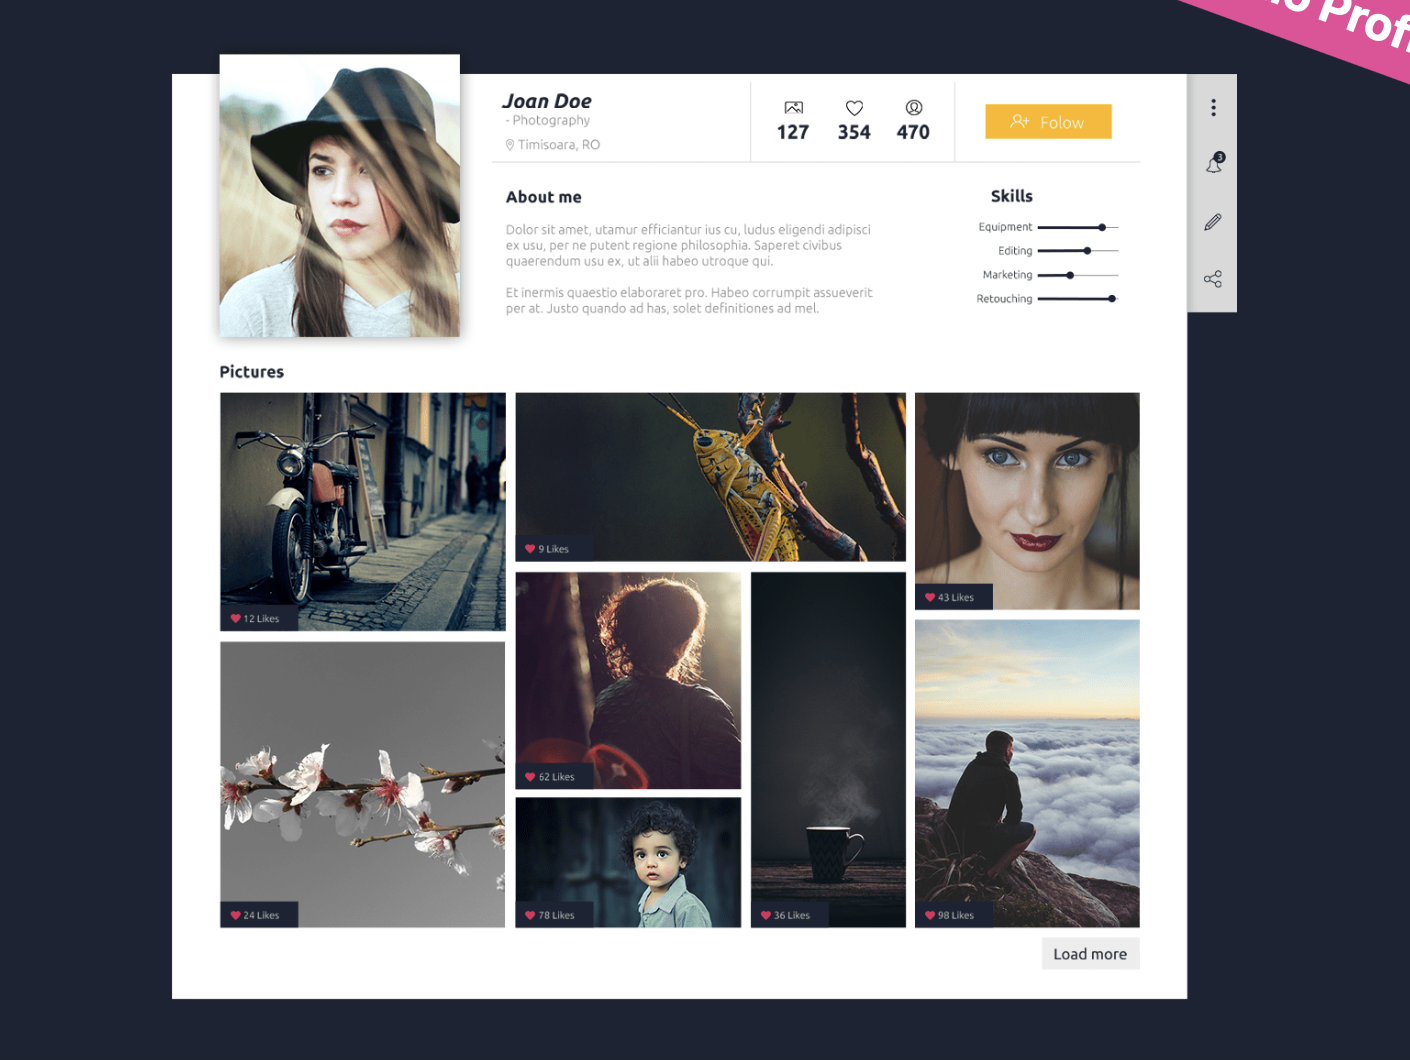 Profi
Joan Doe
- Photography
Timisoara, RO
127 354 470
Folow
3
About me
Dolor sit amet, utamur efficiantur ius cu, ludus eligendi adipisci
ex usu, per ne putent regione philosophia. Saperet civibus
quaerendum usu ex, ut alii habeo utroque qui.
Et inermis quaestio elaboraret pro. Habeo corrumpit assueverit
per at. Justo quando ad has, solet definitiones ad mel.
Skills
Equipment
Editing
Marketing
Retouching
Pictures
12 Likes
9 Likes
43 Likes
62 Likes
24 Likes
78 Likes
36 Likes
98 Likes
Load more